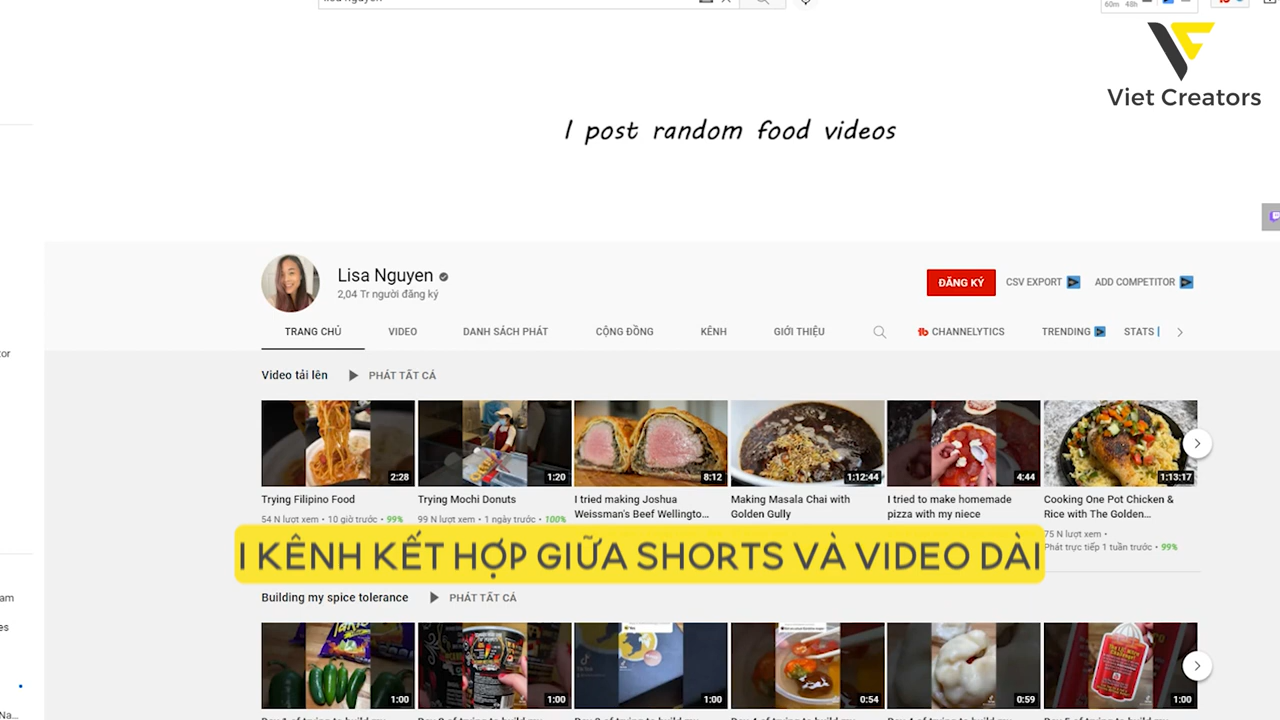 60m 48h
Viet Creators
I post random food videos
Lisa Nguyen
2,04 Tr người đăng ký
ĐĂNG KÝ
CSV EXPORT
ADD COMPETITOR
TRANG CHỦ
VIDEO
DANH SÁCH PHÁT
CỘNG ĐỒNG
KÊNH
GIỚI THIỆU
CHANNELYTICS
TRENDING
STATS
Video tải lên
PHÁT TẤT CẢ
2:28
1:20
8:12
1:12:44
4:44
1:13:17
Trying Filipino Food
54 N lượt xem • 10 giờ trước • 99%
Trying Mochi Donuts
99 N lượt xem • 1 ngày trước • 100%
I tried making Joshua
Weissman's Beef Wellingto...
Making Masala Chai with
Golden Gully
I tried to make homemade
pizza with my niece
Cooking One Pot Chicken &
Rice with The Golden...
75 N lượt xem •
Phát trực tiếp 1 tuần trước • 99%
I KÊNH KẾT HỢP GIỮA SHORTS VÀ VIDEO DÀI
Building my spice tolerance
PHÁT TẤT CẢ
1:00
1:00
1:00
0:54
0:59
1:00